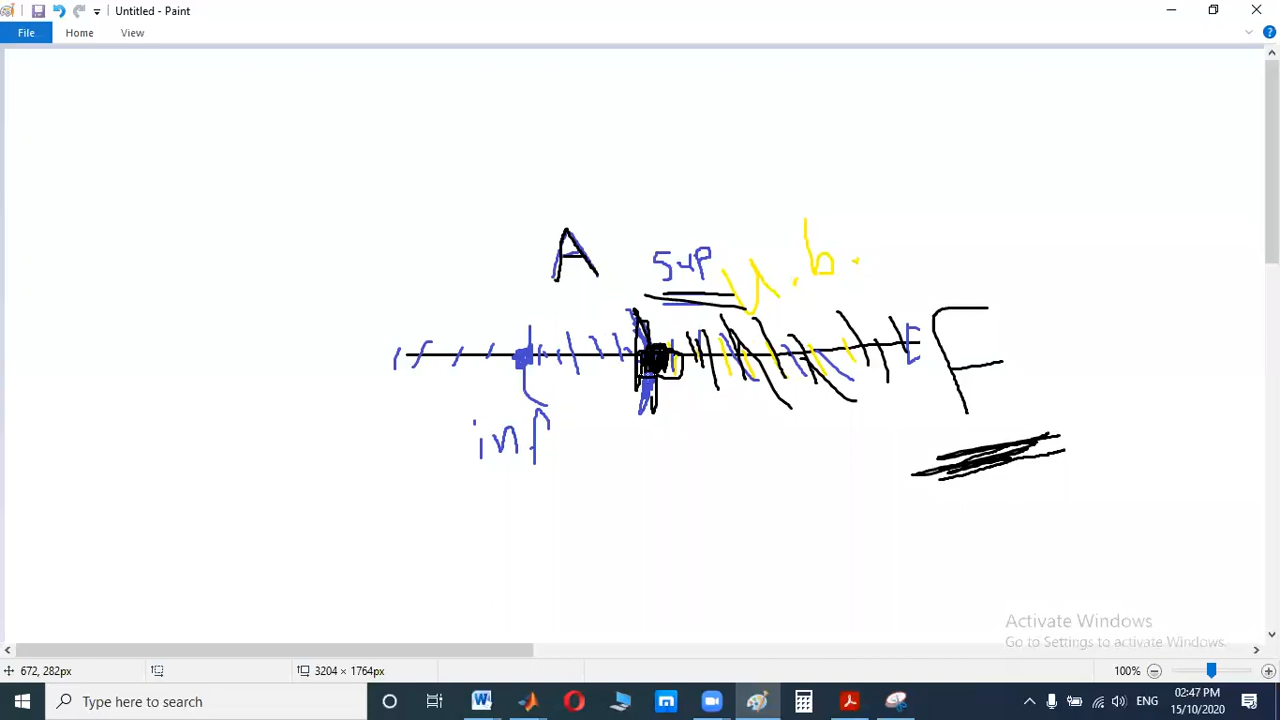 Untitled - Paint
File Home View
A
sup
U.b.
F
inf
Activate Windows
Go to Settings to activate Windows.
672, 282px
3204 × 1764px
100%
Type here to search
ENG
02:47 PM
15/10/2020